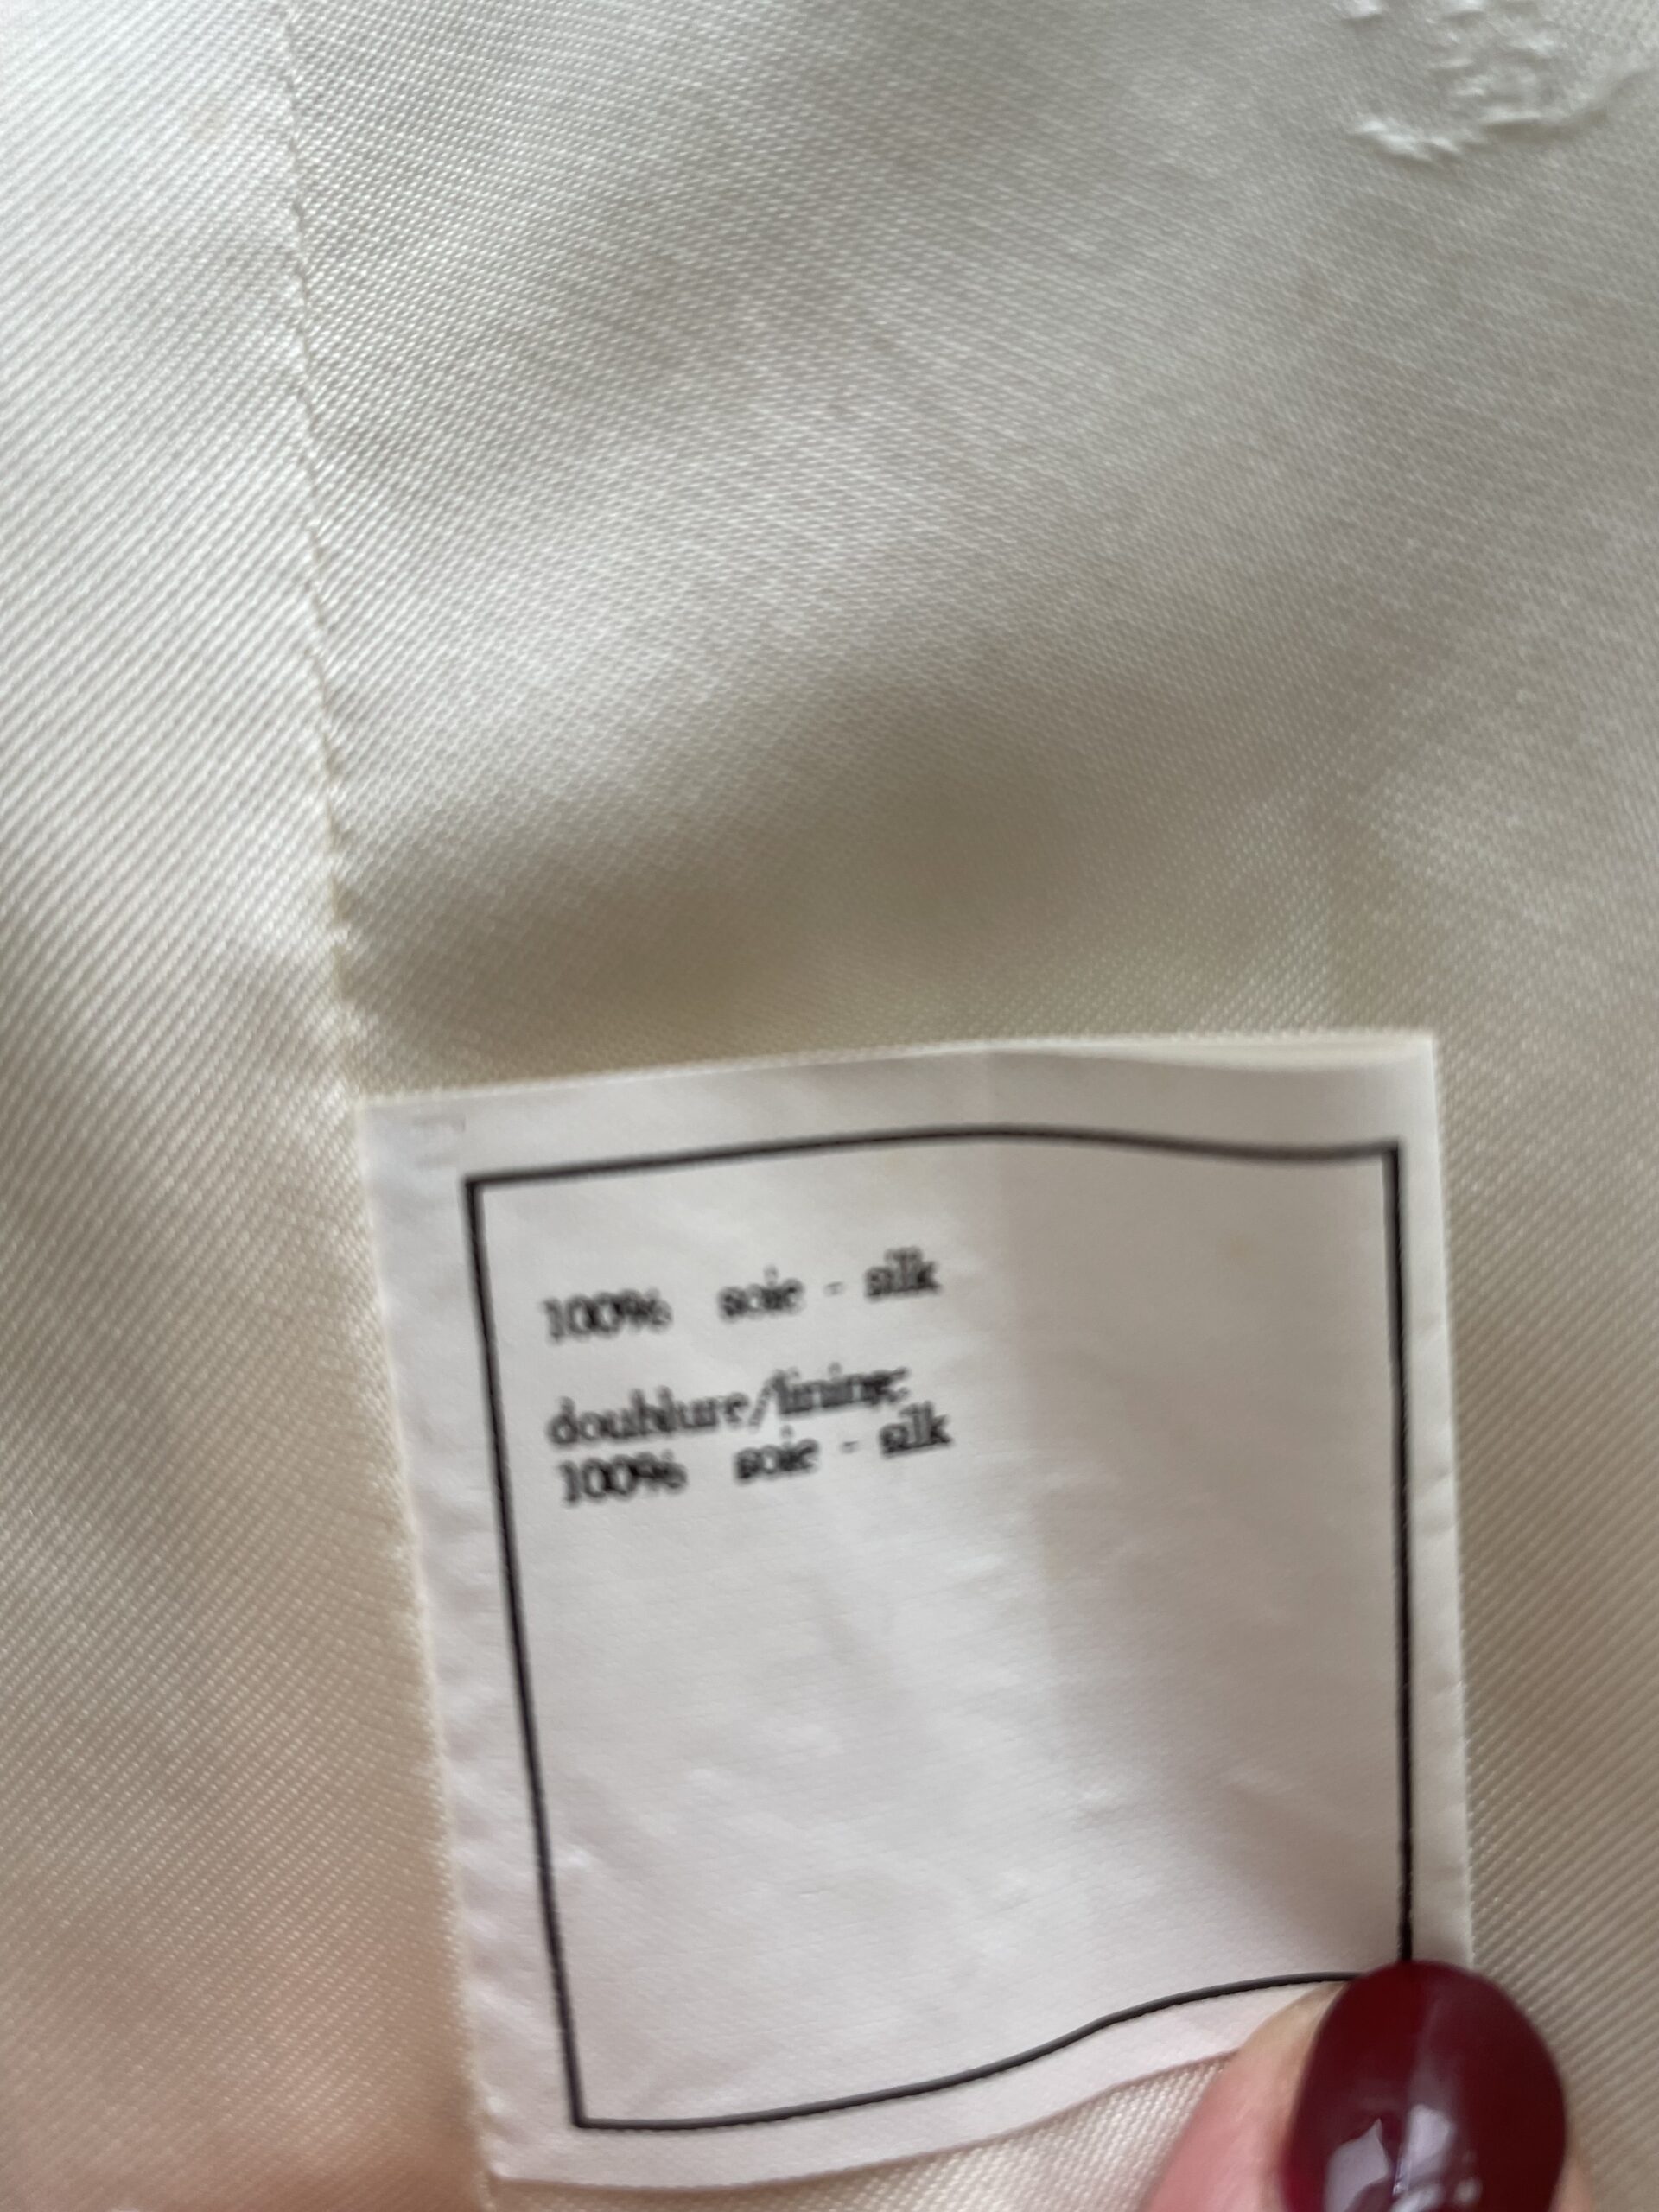 100% soie - silk
doublure/lining:
100% soie - silk